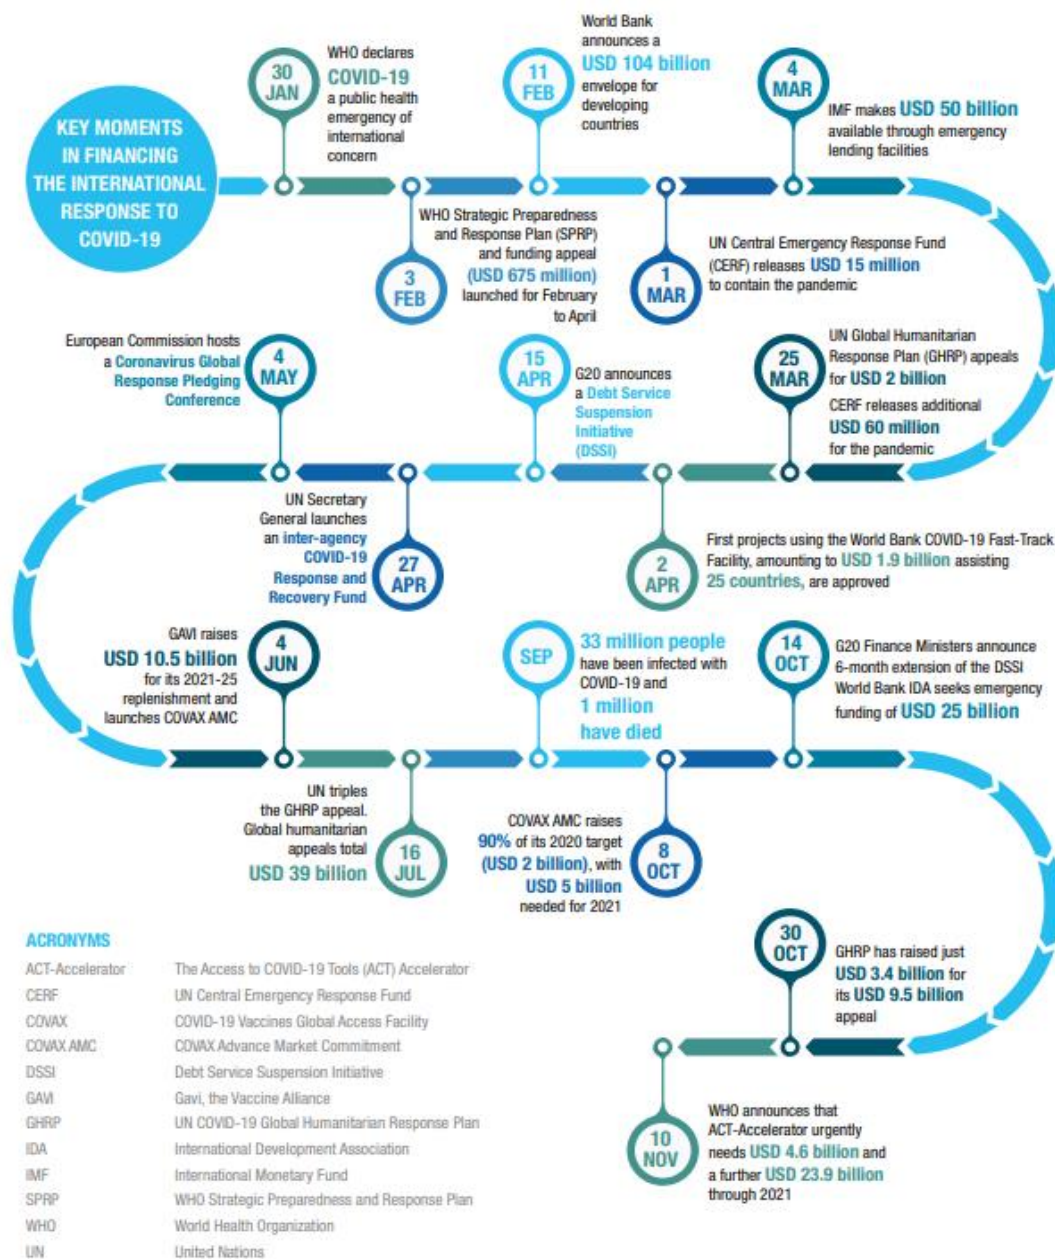 KEY MOMENTS
IN FINANCING
THE INTERNATIONAL
RESPONSE TO
COVID-19
30
JAN
WHO declares
COVID-19
a public health
emergency of
international
concern
3
FEB
WHO Strategic Preparedness
and Response Plan (SPRP)
and funding appeal
(USD 675 million)
launched for February
to April
11
FEB
World Bank
announces a
USD 104 billion
envelope for
developing
countries
1
MAR
UN Central Emergency Response Fund
(CERF) releases USD 15 million
to contain the pandemic
4
MAR
IMF makes USD 50 billion
available through emergency
lending facilities
25
MAR
UN Global Humanitarian
Response Plan (GHRP) appeals
for USD 2 billion
CERF releases additional
USD 60 million
for the pandemic
2
APR
First projects using the World Bank COVID-19 Fast-Track
Facility, amounting to USD 1.9 billion assisting
25 countries, are approved
15
APR
G20 announces
a Debt Service
Suspension
Initiative
(DSSI)
27
APR
UN Secretary
General launches
an inter-agency
COVID-19
Response and
Recovery Fund
4
MAY
European Commission hosts
a Coronavirus Global
Response Pledging
Conference
4
JUN
GAVI raises
USD 10.5 billion
for its 2021-25
replenishment and
launches COVAX AMC
16
JUL
UN triples
the GHRP appeal.
Global humanitarian
appeals total
USD 39 billion
SEP
33 million people
have been infected with
COVID-19 and
1 million
have died
8
OCT
COVAX AMC raises
90% of its 2020 target
(USD 2 billion), with
USD 5 billion
needed for 2021
14
OCT
G20 Finance Ministers announce
6-month extension of the DSSI
World Bank IDA seeks emergency
funding of USD 25 billion
30
OCT
GHRP has raised just
USD 3.4 billion for
its USD 9.5 billion
appeal
10
NOV
WHO announces that
ACT-Accelerator urgently
needs USD 4.6 billion and
a further USD 23.9 billion
through 2021
ACRONYMS
ACT-Accelerator The Access to COVID-19 Tools (ACT) Accelerator
CERF UN Central Emergency Response Fund
COVAX COVID-19 Vaccines Global Access Facility
COVAX AMC COVAX Advance Market Commitment
DSSI Debt Service Suspension Initiative
GAVI Gavi, the Vaccine Alliance
GHRP UN COVID-19 Global Humanitarian Response Plan
IDA International Development Association
IMF International Monetary Fund
SPRP WHO Strategic Preparedness and Response Plan
WHO World Health Organization
UN United Nations